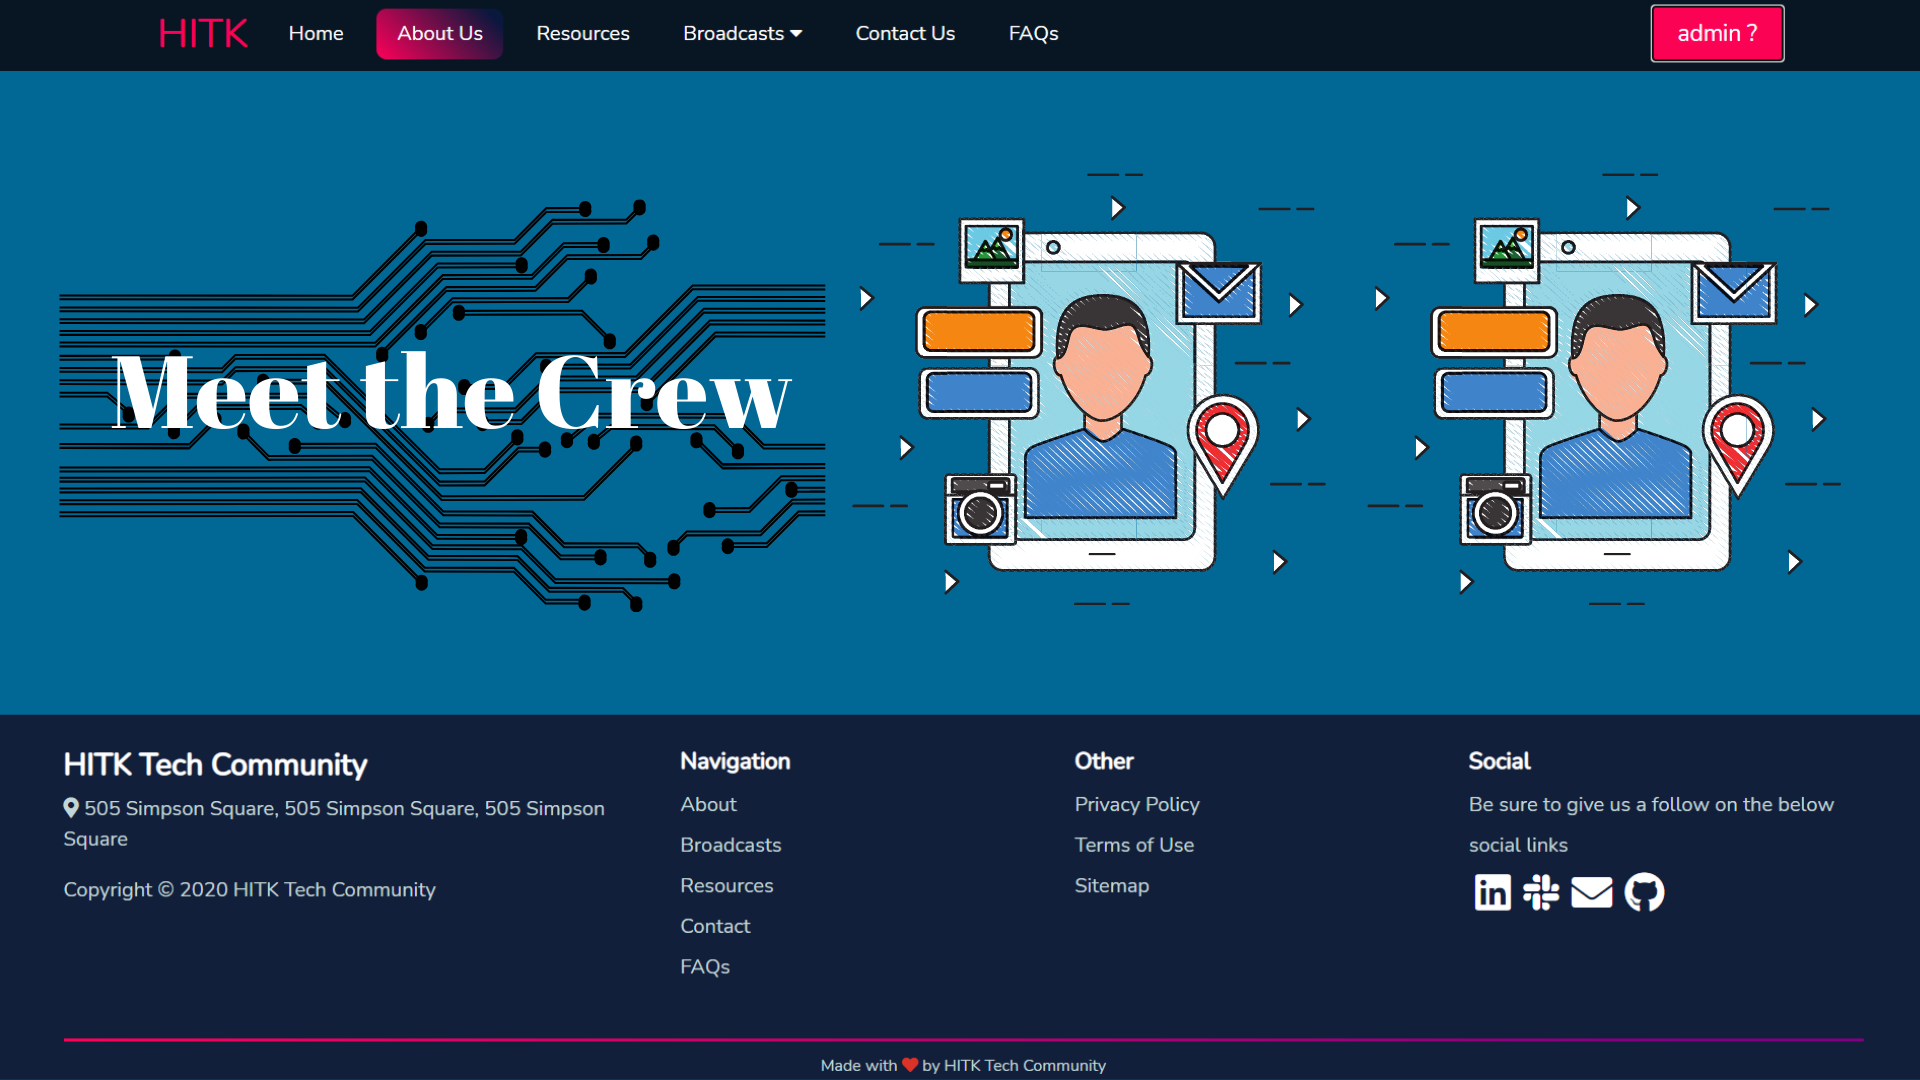 HITK
Home
About Us
Resources
Broadcasts
Contact Us
FAQs
admin ?
Meet the Crew
HITK Tech Community
505 Simpson Square, 505 Simpson Square, 505 Simpson
Square
Copyright © 2020 HITK Tech Community
Navigation
About
Broadcasts
Resources
Contact
FAQs
Other
Privacy Policy
Terms of Use
Sitemap
Social
Be sure to give us a follow on the below
social links
Made with ❤ by HITK Tech Community